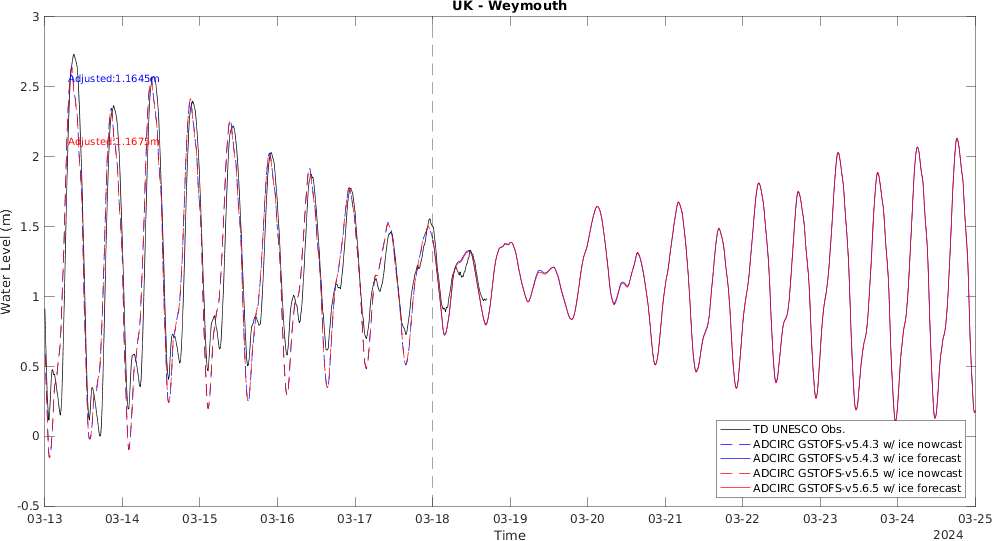 UK - Weymouth
3
2.5
2
1.5
1
0.5
0
-0.5
Water Level (m)
Adjusted:1.1645m
Adjusted:1.1675m
TD UNESCO Obs.
ADCIRC GSTOFS-v5.4.3 w/ ice nowcast
ADCIRC GSTOFS-v5.4.3 w/ ice forecast
ADCIRC GSTOFS-v5.6.5 w/ ice nowcast
ADCIRC GSTOFS-v5.6.5 w/ ice forecast
03-13 03-14 03-15 03-16 03-17 03-18 03-19 03-20 03-21 03-22 03-23 03-24 03-25
Time
2024